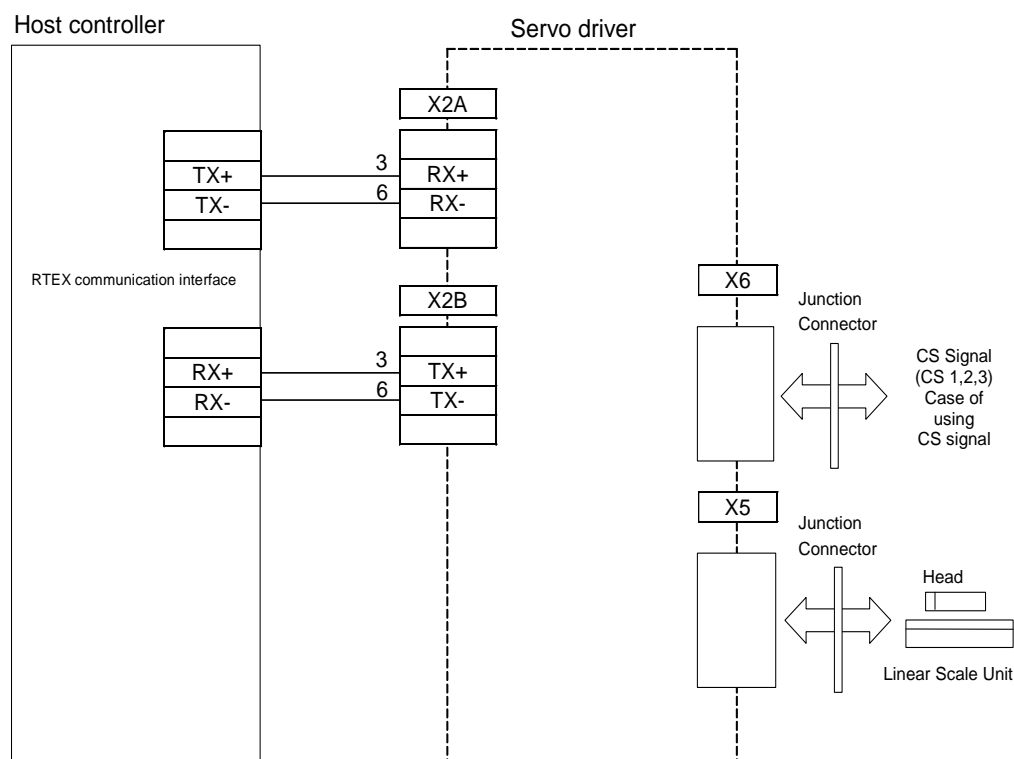 Host controller
Servo driver
X2A
TX+
3
RX+
TX-
6
RX-
RTEX communication interface
X2B
RX+
3
TX+
RX-
6
TX-
X6
Junction
Connector
CS Signal
(CS 1,2,3)
Case of
using
CS signal
X5
Junction
Connector
Head
Linear Scale Unit